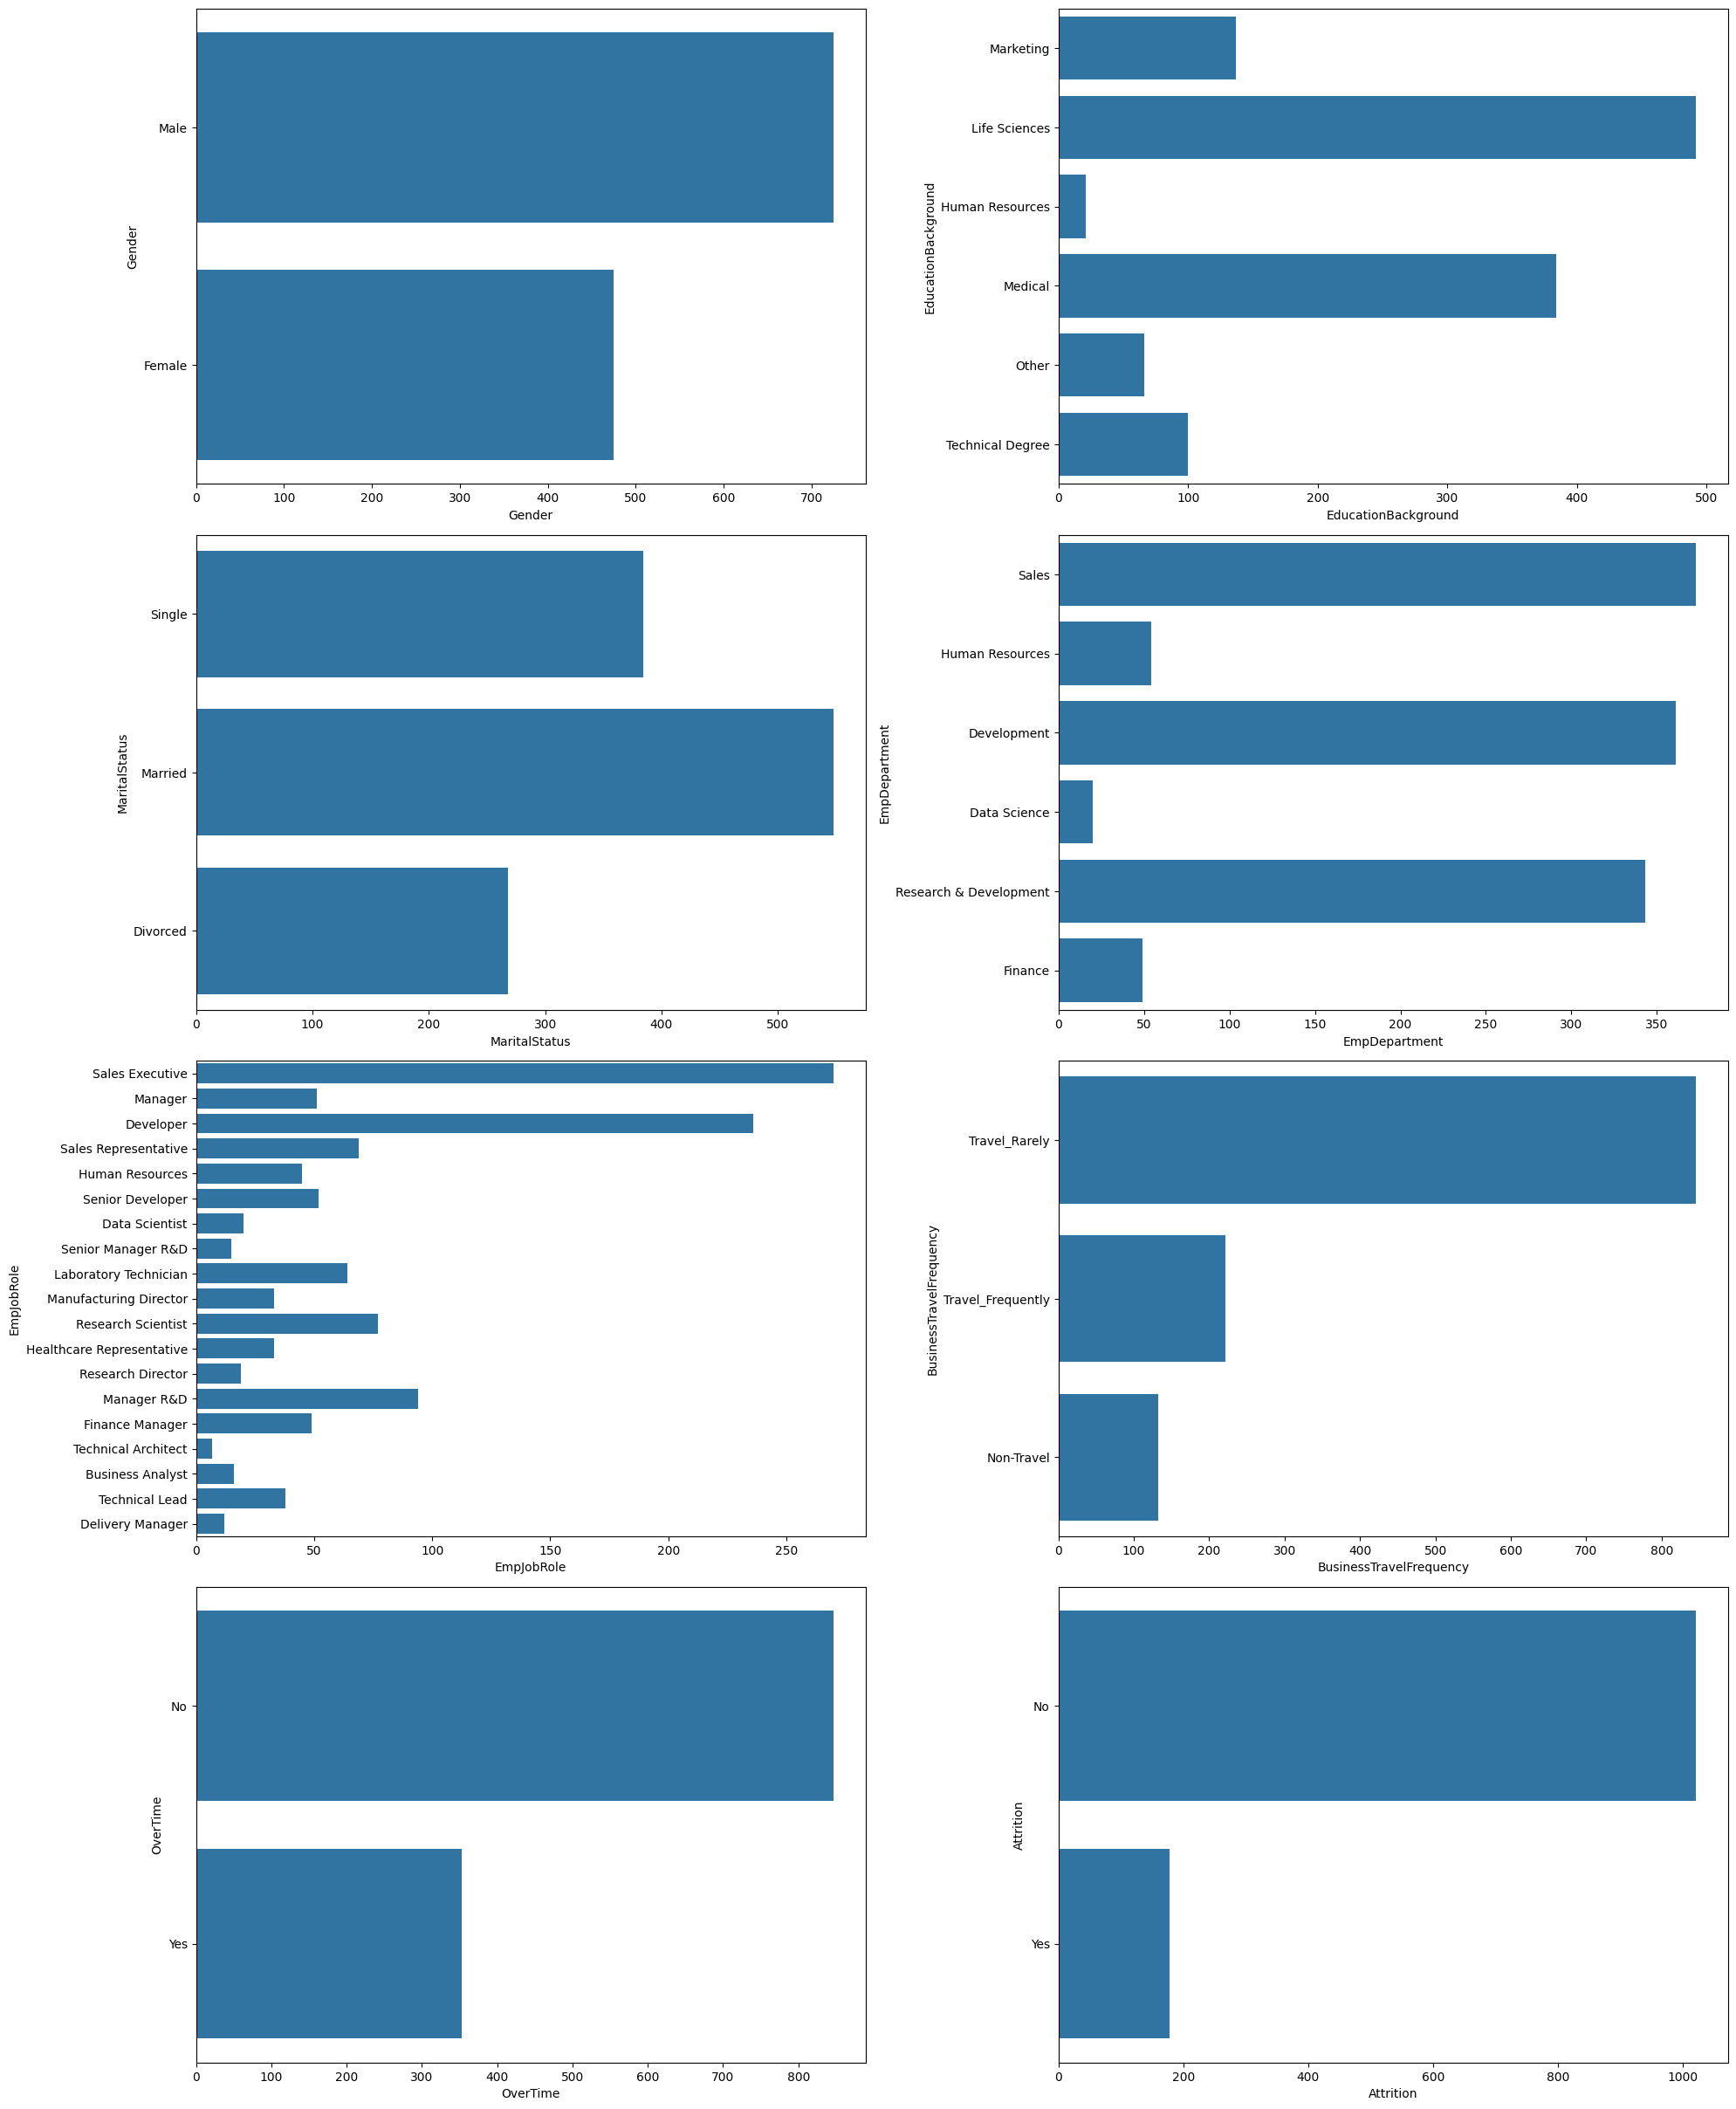 Gender
Male
Female
0 100 200 300 400 500 600 700
Gender
EducationBackground
Marketing
Life Sciences
Human Resources
Medical
Other
Technical Degree
0 100 200 300 400 500
EducationBackground
MaritalStatus
Single
Married
Divorced
0 100 200 300 400 500
MaritalStatus
EmpDepartment
Sales
Human Resources
Development
Data Science
Research & Development
Finance
0 50 100 150 200 250 300 350
EmpDepartment
EmpJobRole
Sales Executive
Manager
Developer
Sales Representative
Human Resources
Senior Developer
Data Scientist
Senior Manager R&D
Laboratory Technician
Manufacturing Director
Research Scientist
Healthcare Representative
Research Director
Manager R&D
Finance Manager
Technical Architect
Business Analyst
Technical Lead
Delivery Manager
0 50 100 150 200 250
EmpJobRole
BusinessTravelFrequency
Travel_Rarely
Travel_Frequently
Non-Travel
0 100 200 300 400 500 600 700 800
BusinessTravelFrequency
OverTime
No
Yes
0 100 200 300 400 500 600 700 800
OverTime
Attrition
No
Yes
0 200 400 600 800 1000
Attrition